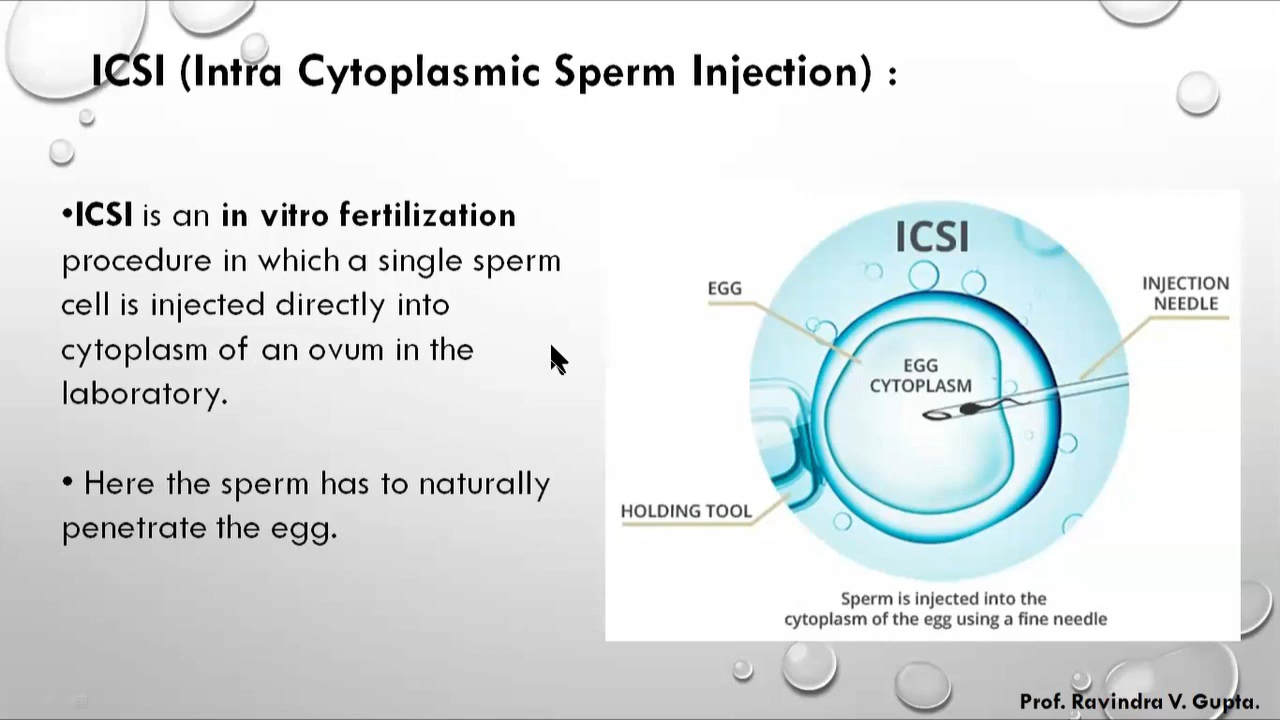 ICSI (Intra Cytoplasmic Sperm Injection) :
•ICSI is an in vitro fertilization
procedure in which a single sperm
cell is injected directly into
cytoplasm of an ovum in the
laboratory.
• Here the sperm has to naturally
penetrate the egg.
ICSI
EGG
INJECTION
NEEDLE
EGG
CYTOPLASM
HOLDING TOOL
Sperm is injected into the
cytoplasm of the egg using a fine needle
Prof. Ravindra V. Gupta.